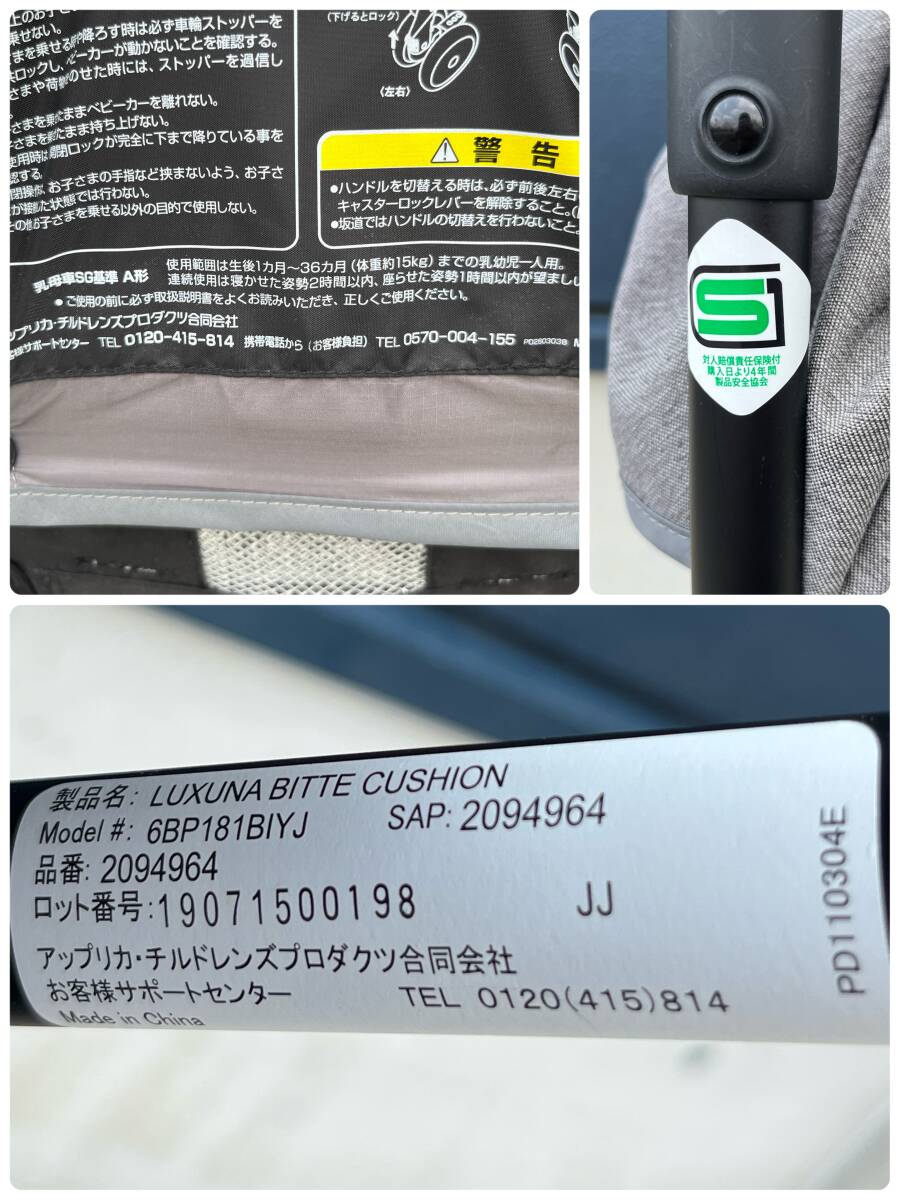 上のお子さ
乗せない。
さまを乗せる時や降ろす時は必ず車輪ストッパーを
ロックし、ベビーカーが動かないことを確認する。
さまや荷物をのせた時には、ストッパーを過信し
。
子さまを乗せたままベビーカーを離れない。
子さまを乗せたまま持ち上げない。
使用時は開閉ロックが完全に下まで降りている事を
認する。
開閉操作は、お子さまの手指など挟まないよう、お子さ
が接した状態では行わない。
その他お子さまを乗せる以外の目的で使用しない。
(下げるとロック)
〈左右〉
警告
●ハンドルを切替える時は、必ず前後左右
キャスターロックレバーを解除すること。
●坂道ではハンドルの切替えを行わないこと。
乳母車SG基準 A形
使用範囲は生後1カ月〜36カ月(体重約15kg)までの乳幼児一人用。
連続使用は寝かせた姿勢2時間以内、座らせた姿勢1時間以内が望まし
●ご使用の前に必ず取扱説明書をよくお読みいただき、正しくご使用ください。
アップリカ・チルドレンズプロダクツ合同会社
お客様サポートセンター TEL 0120-415-814 携帯電話から(お客様負担) TEL 0570-004-155 PD2603038 M
SG
対人賠償責任保険付
購入日より4年間
製品安全協会
製品名: LUXUNA BITTE CUSHION
Model #: 6BP181BIYJ SAP: 2094964
品番: 2094964
ロット番号:19071500198 JJ
アップリカ・チルドレンズプロダクツ合同会社
お客様サポートセンター TEL 0120(415)814
Made in China
PD110304E